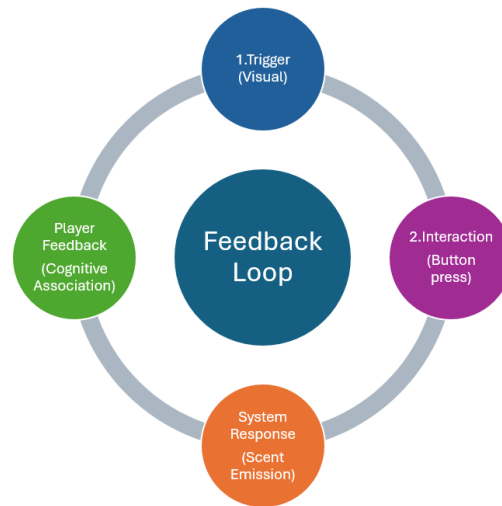 1.Trigger
(Visual)
Feedback
Loop
2.Interaction
(Button
press)
System
Response
(Scent
Emission)
Player
Feedback
(Cognitive
Association)